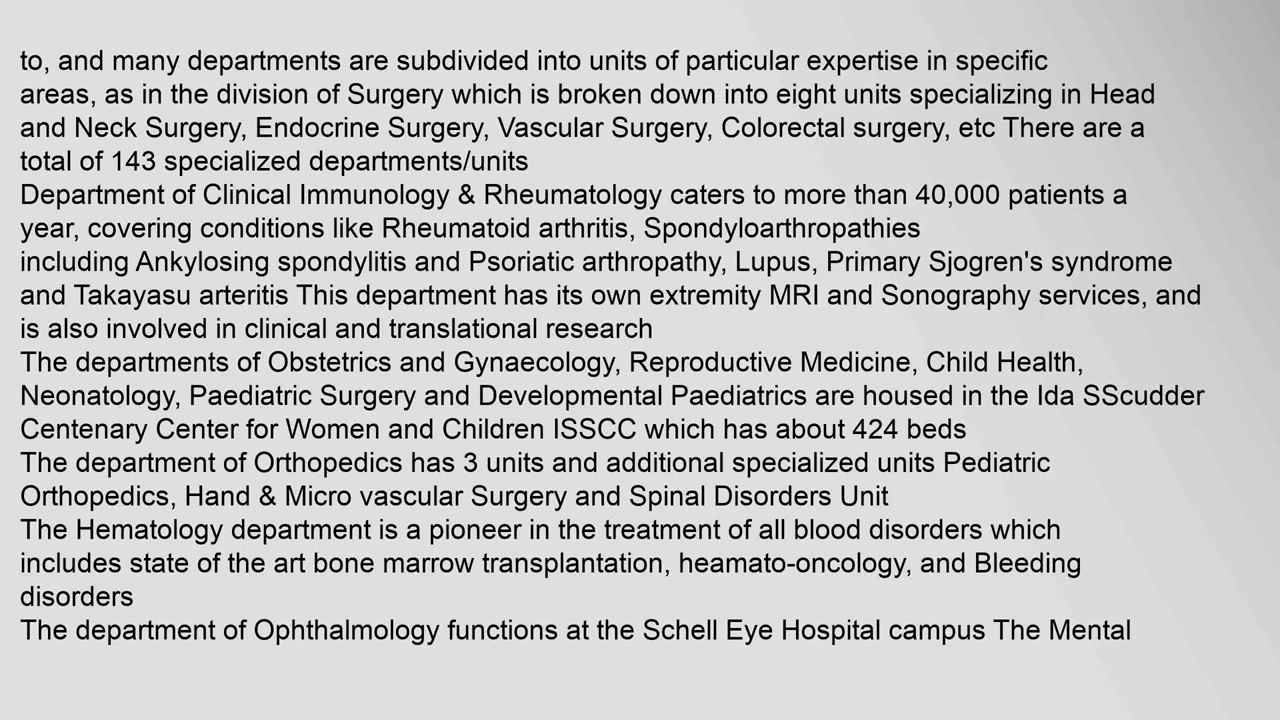 to, and many departments are subdivided into units of particular expertise in specific
areas, as in the division of Surgery which is broken down into eight units specializing in Head
and Neck Surgery, Endocrine Surgery, Vascular Surgery, Colorectal surgery, etc There are a
total of 143 specialized departments/units
Department of Clinical Immunology & Rheumatology caters to more than 40,000 patients a
year, covering conditions like Rheumatoid arthritis, Spondyloarthropathies
including Ankylosing spondylitis and Psoriatic arthropathy, Lupus, Primary Sjogren's syndrome
and Takayasu arteritis This department has its own extremity MRI and Sonography services, and
is also involved in clinical and translational research
The departments of Obstetrics and Gynaecology, Reproductive Medicine, Child Health,
Neonatology, Paediatric Surgery and Developmental Paediatrics are housed in the Ida SScudder
Centenary Center for Women and Children ISSCC which has about 424 beds
The department of Orthopedics has 3 units and additional specialized units Pediatric
Orthopedics, Hand & Micro vascular Surgery and Spinal Disorders Unit
The Hematology department is a pioneer in the treatment of all blood disorders which
includes state of the art bone marrow transplantation, heamato-oncology, and Bleeding
disorders
The department of Ophthalmology functions at the Schell Eye Hospital campus The Mental